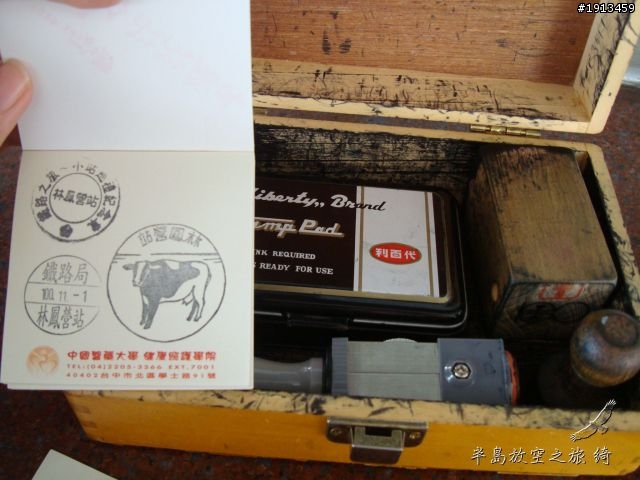 #1913459
林鳳營站
林鳳營站
鐵路局
100.11.-1
林鳳營站
中國醫藥大學 健康照護學院
TEL:(04)2205-3366 EXT.7001
40402台中市北區學士路91號
"Liberty" Brand
Stamp Pad
INK REQUIRED
IS READY FOR USE
利百代
半島放空之旅 綺